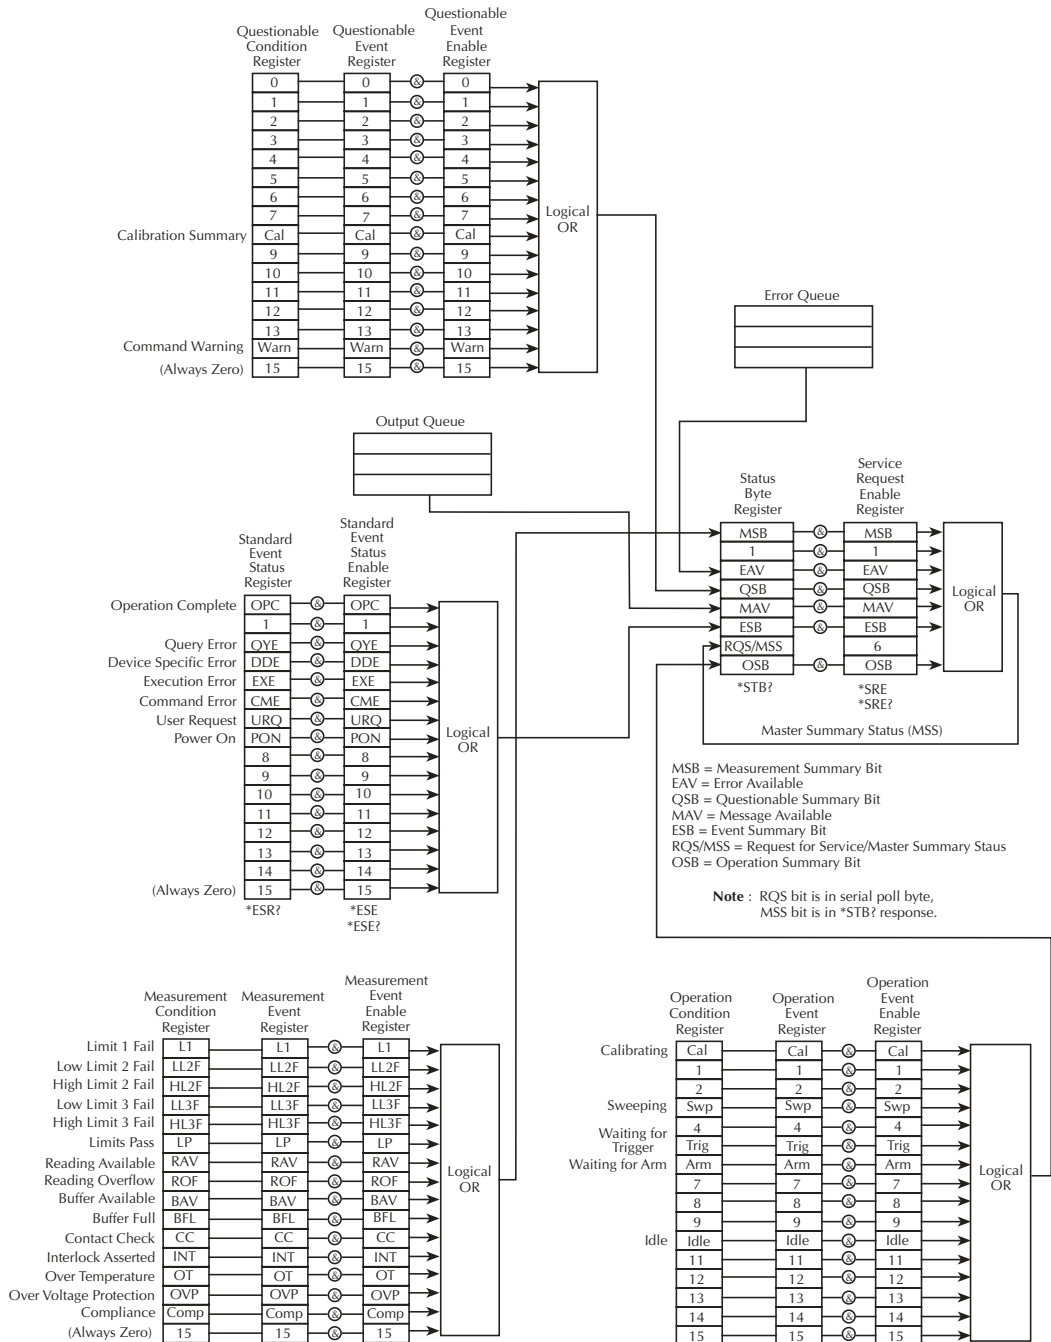 Questionable Condition Register
Questionable Event Register
Questionable Event Enable Register
0 0 & 0
1 1 & 1
2 2 & 2
3 3 & 3
4 4 & 4
5 5 & 5
6 6 & 6
7 7 & 7
Calibration Summary Cal Cal & Cal
9 9 & 9
10 10 & 10
11 11 & 11
12 12 & 12
13 13 & 13
Command Warning Warn Warn & Warn
(Always Zero) 15 15 & 15
Logical OR
Error Queue
Output Queue
Status Byte Register
Service Request Enable Register
MSB & MSB
1 & 1
EAV & EAV
QSB & QSB
MAV & MAV
ESB & ESB
RQS/MSS 6
OSB & OSB
Logical OR
*STB?
*SRE
*SRE?
Master Summary Status (MSS)
MSB = Measurement Summary Bit
EAV = Error Available
QSB = Questionable Summary Bit
MAV = Message Available
ESB = Event Summary Bit
RQS/MSS = Request for Service/Master Summary Staus
OSB = Operation Summary Bit
Note : RQS bit is in serial poll byte,
MSS bit is in *STB? response.
Standard Event Status Register
Standard Event Status Enable Register
Operation Complete OPC & OPC
1 & 1
Query Error QYE & QYE
Device Specific Error DDE & DDE
Execution Error EXE & EXE
Command Error CME & CME
User Request URQ & URQ
Power On PON & PON
8 & 8
9 & 9
10 & 10
11 & 11
12 & 12
13 & 13
14 & 14
(Always Zero) 15 & 15
Logical OR
*ESR?
*ESE
*ESE?
Measurement Condition Register
Measurement Event Register
Measurement Event Enable Register
Limit 1 Fail L1 L1 & L1
Low Limit 2 Fail LL2F LL2F & LL2F
High Limit 2 Fail HL2F HL2F & HL2F
Low Limit 3 Fail LL3F LL3F & LL3F
High Limit 3 Fail HL3F HL3F & HL3F
Limits Pass LP LP & LP
Reading Available RAV RAV & RAV
Reading Overflow ROF ROF & ROF
Buffer Available BAV BAV & BAV
Buffer Full BFL BFL & BFL
Contact Check CC CC & CC
Interlock Asserted INT INT & INT
Over Temperature OT OT & OT
Over Voltage Protection OVP OVP & OVP
Compliance Comp Comp & Comp
(Always Zero) 15 15 & 15
Logical OR
Operation Condition Register
Operation Event Register
Operation Event Enable Register
Calibrating Cal Cal & Cal
1 1 & 1
2 2 & 2
Sweeping Swp Swp & Swp
4 4 & 4
Waiting for Trigger Trig Trig & Trig
Waiting for Arm Arm Arm & Arm
7 7 & 7
8 8 & 8
9 9 & 9
Idle Idle Idle & Idle
11 11 & 11
12 12 & 12
13 13 & 13
14 14 & 14
15 15 & 15
Logical OR